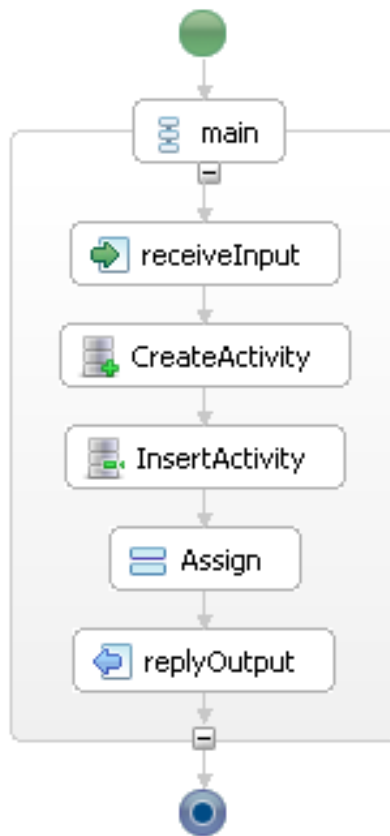 main
receiveInput
CreateActivity
InsertActivity
Assign
replyOutput